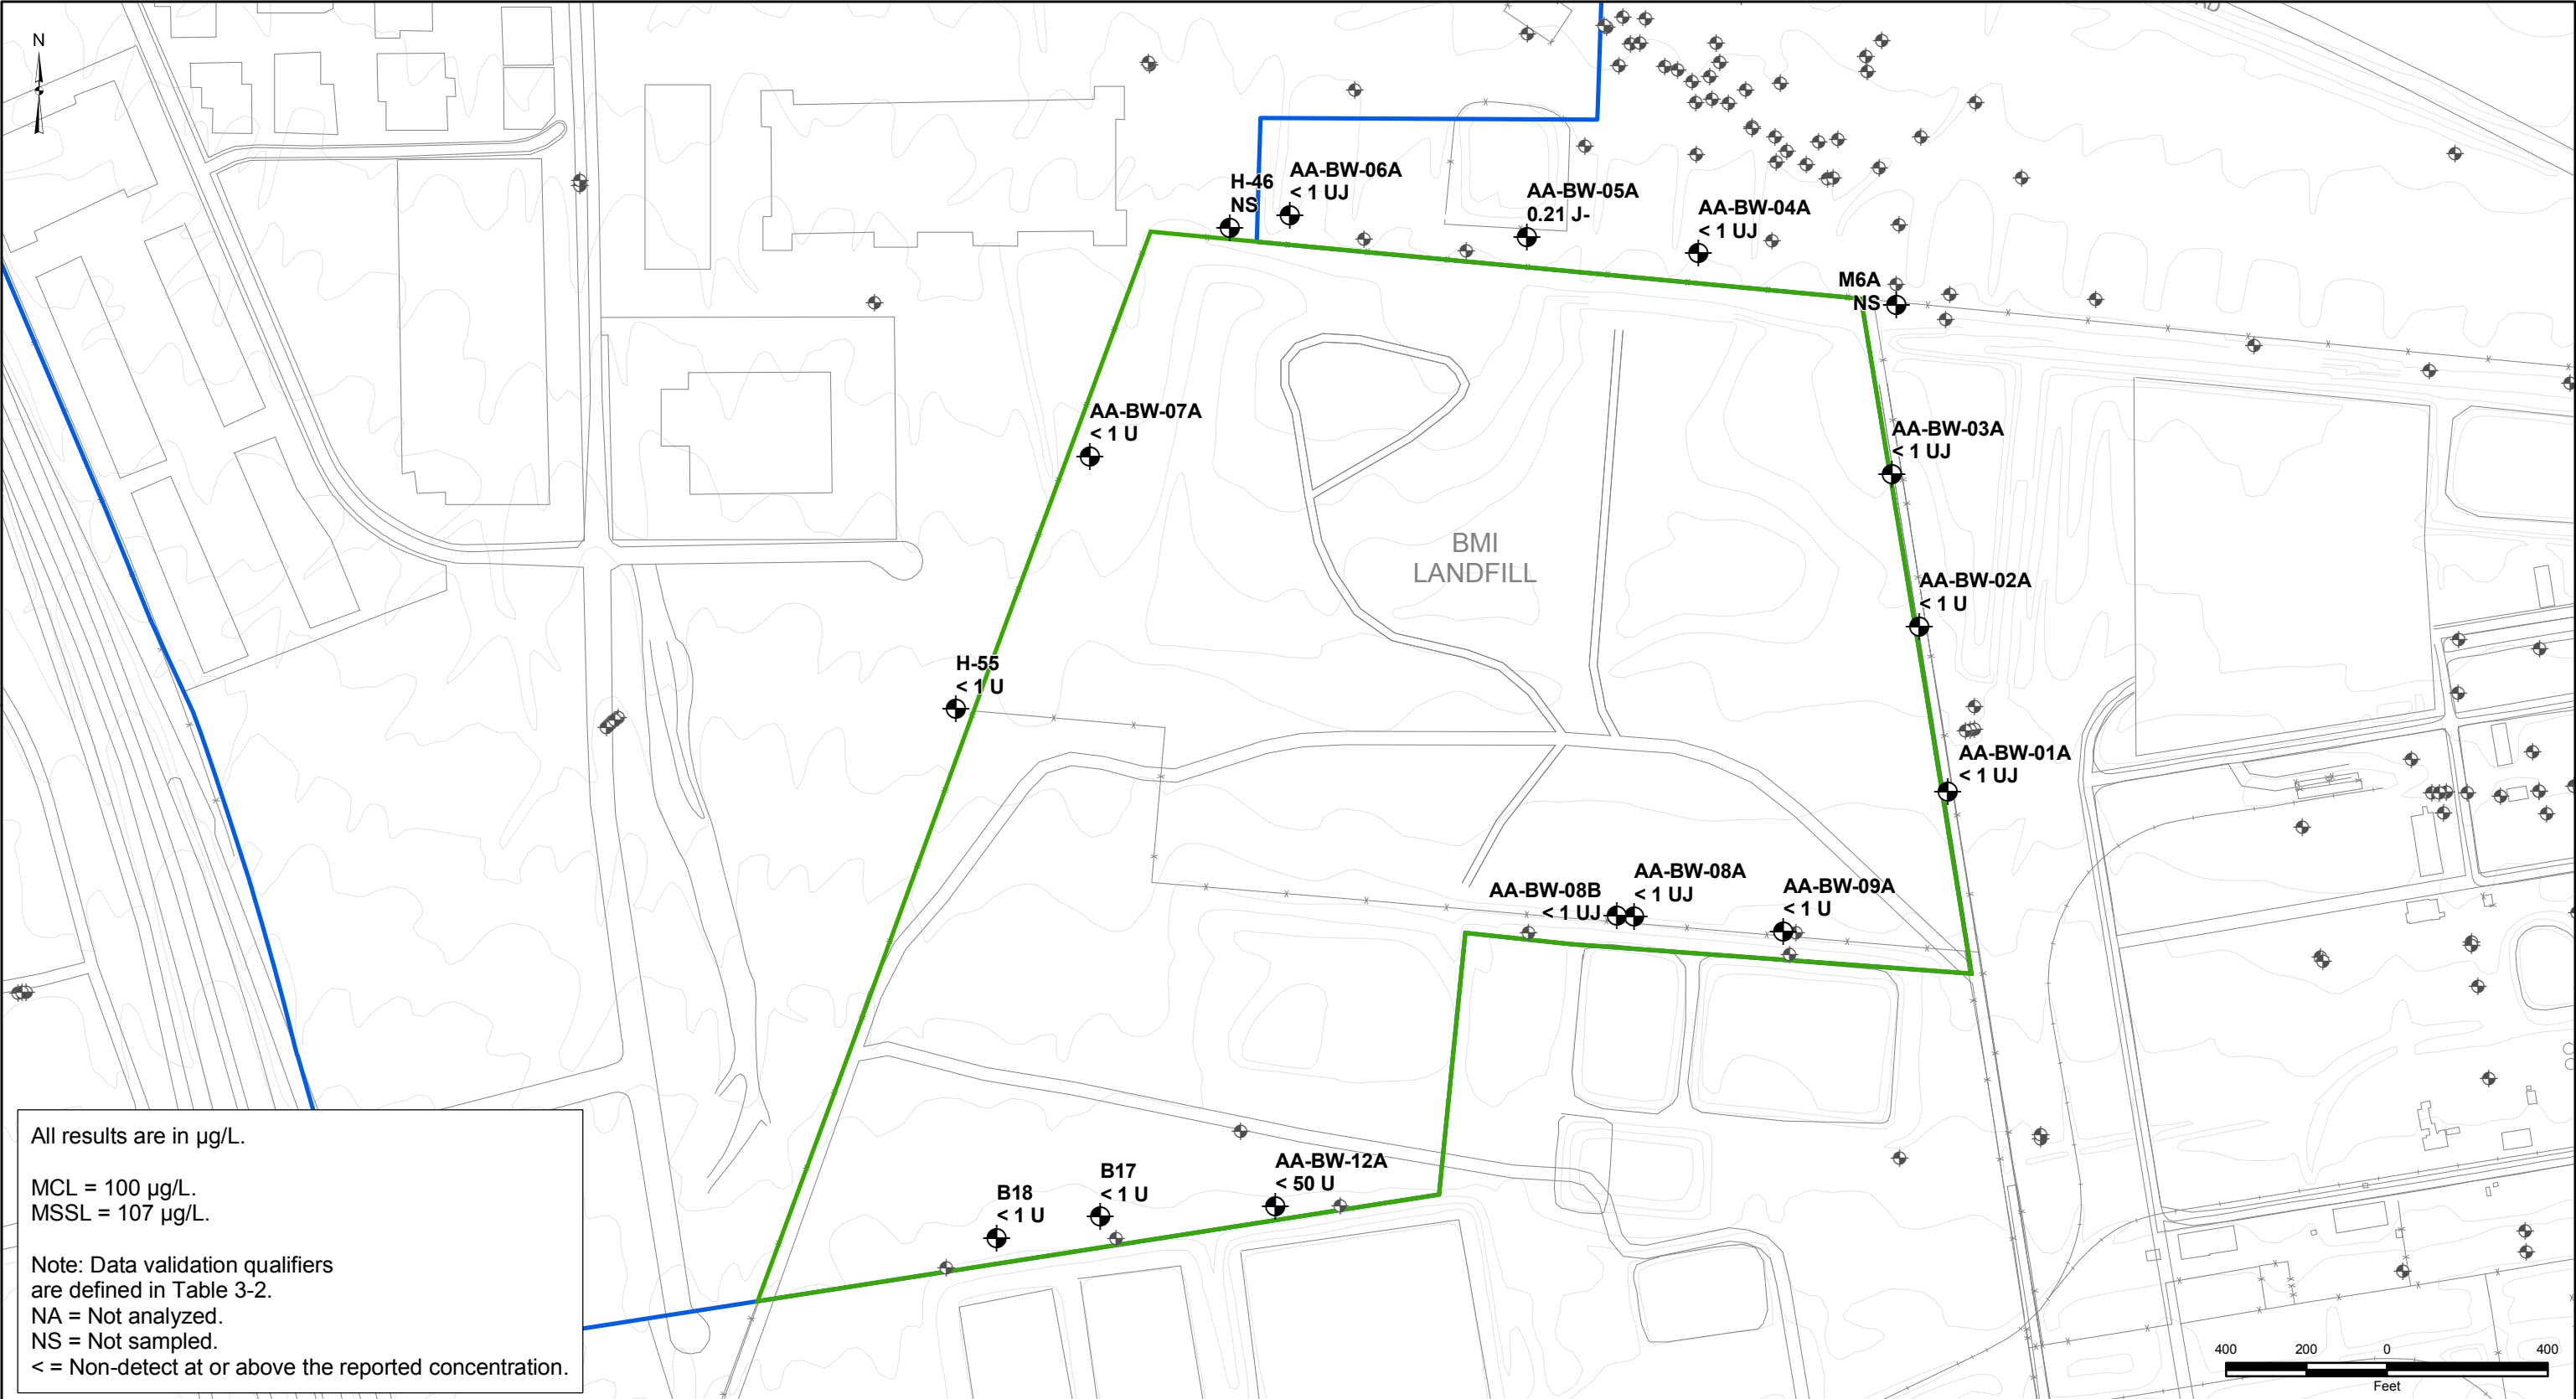 N
H-46
NS
AA-BW-06A
< 1 UJ
AA-BW-05A
0.21 J-
AA-BW-04A
< 1 UJ
M6A
NS
AA-BW-07A
< 1 U
AA-BW-03A
< 1 UJ
BMI
LANDFILL
AA-BW-02A
< 1 U
H-55
< 1 U
AA-BW-01A
< 1 UJ
AA-BW-08B
< 1 UJ
AA-BW-08A
< 1 UJ
AA-BW-09A
< 1 U
B18
< 1 U
B17
< 1 U
AA-BW-12A
< 50 U
All results are in µg/L.
MCL = 100 µg/L.
MSSL = 107 µg/L.
Note: Data validation qualifiers
are defined in Table 3-2.
NA = Not analyzed.
NS = Not sampled.
< = Non-detect at or above the reported concentration.
400 200 0 400
Feet